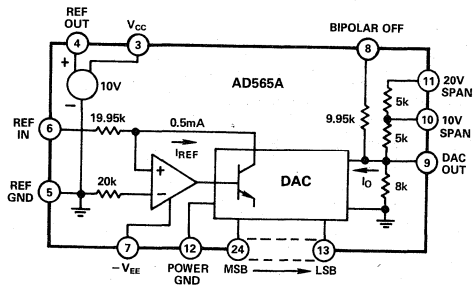 REF
OUT
VCC
BIPOLAR OFF
4
3
8
+
10V
−
AD565A
11
20V
SPAN
5k
REF
IN
6
19.95k
0.5mA
IREF
9.95k
10
10V
SPAN
5k
9
DAC
OUT
REF
GND
5
20k
+
−
DAC
IO
8k
7
12
24
13
−VEE
POWER
GND
MSB
LSB